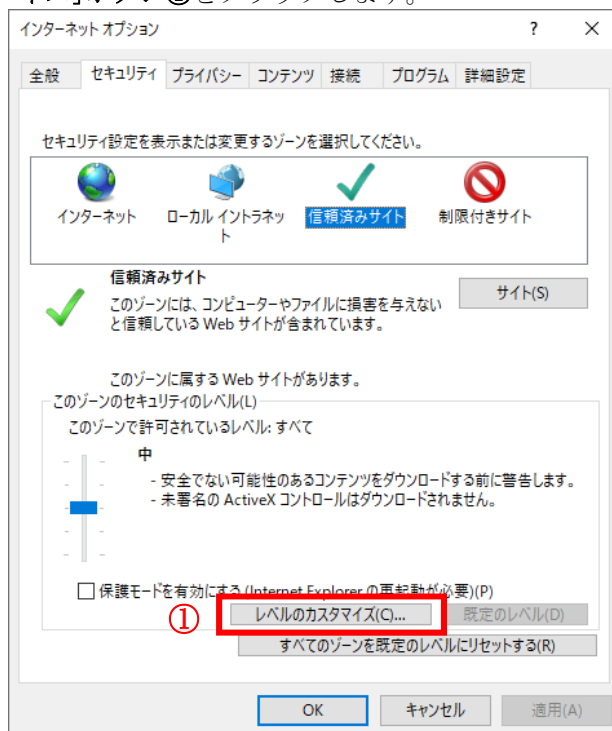 インターネット オプション
? ×
全般 セキュリティ プライバシー コンテンツ 接続 プログラム 詳細設定
セキュリティ設定を表示または変更するゾーンを選択してください。
インターネット ローカル イントラネット 信頼済みサイト 制限付きサイト
信頼済みサイト
このゾーンには、コンピューターやファイルに損害を与えない
と信頼している Web サイトが含まれています。
サイト(S)
このゾーンに属する Web サイトがあります。
このゾーンのセキュリティのレベル(L)
このゾーンで許可されているレベル: すべて
中
- 安全でない可能性のあるコンテンツをダウンロードする前に警告します。
- 未署名の ActiveX コントロールはダウンロードされません。
保護モードを有効にする (Internet Explorer の再起動が必要)(P)
① レベルのカスタマイズ(C)... 既定のレベル(D)
すべてのゾーンを既定のレベルにリセットする(R)
OK キャンセル 適用(A)